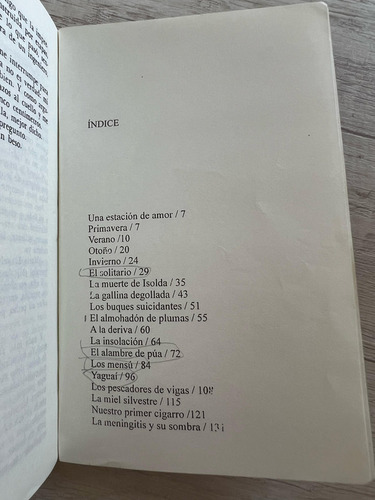 ÍNDICE
Una estación de amor / 7
Primavera / 7
Verano /10
Otoño / 20
Invierno / 24
El solitario / 29
La muerte de Isolda / 35
La gallina degollada / 43
Los buques suicidantes / 51
El almohadón de plumas / 55
A la deriva / 60
La insolación / 64
El alambre de púa / 72
Los mensú / 84
Yaguaí / 96
Los pescadores de vigas / 108
La miel silvestre / 115
Nuestro primer cigarro /121
La meningitis y su sombra / 131